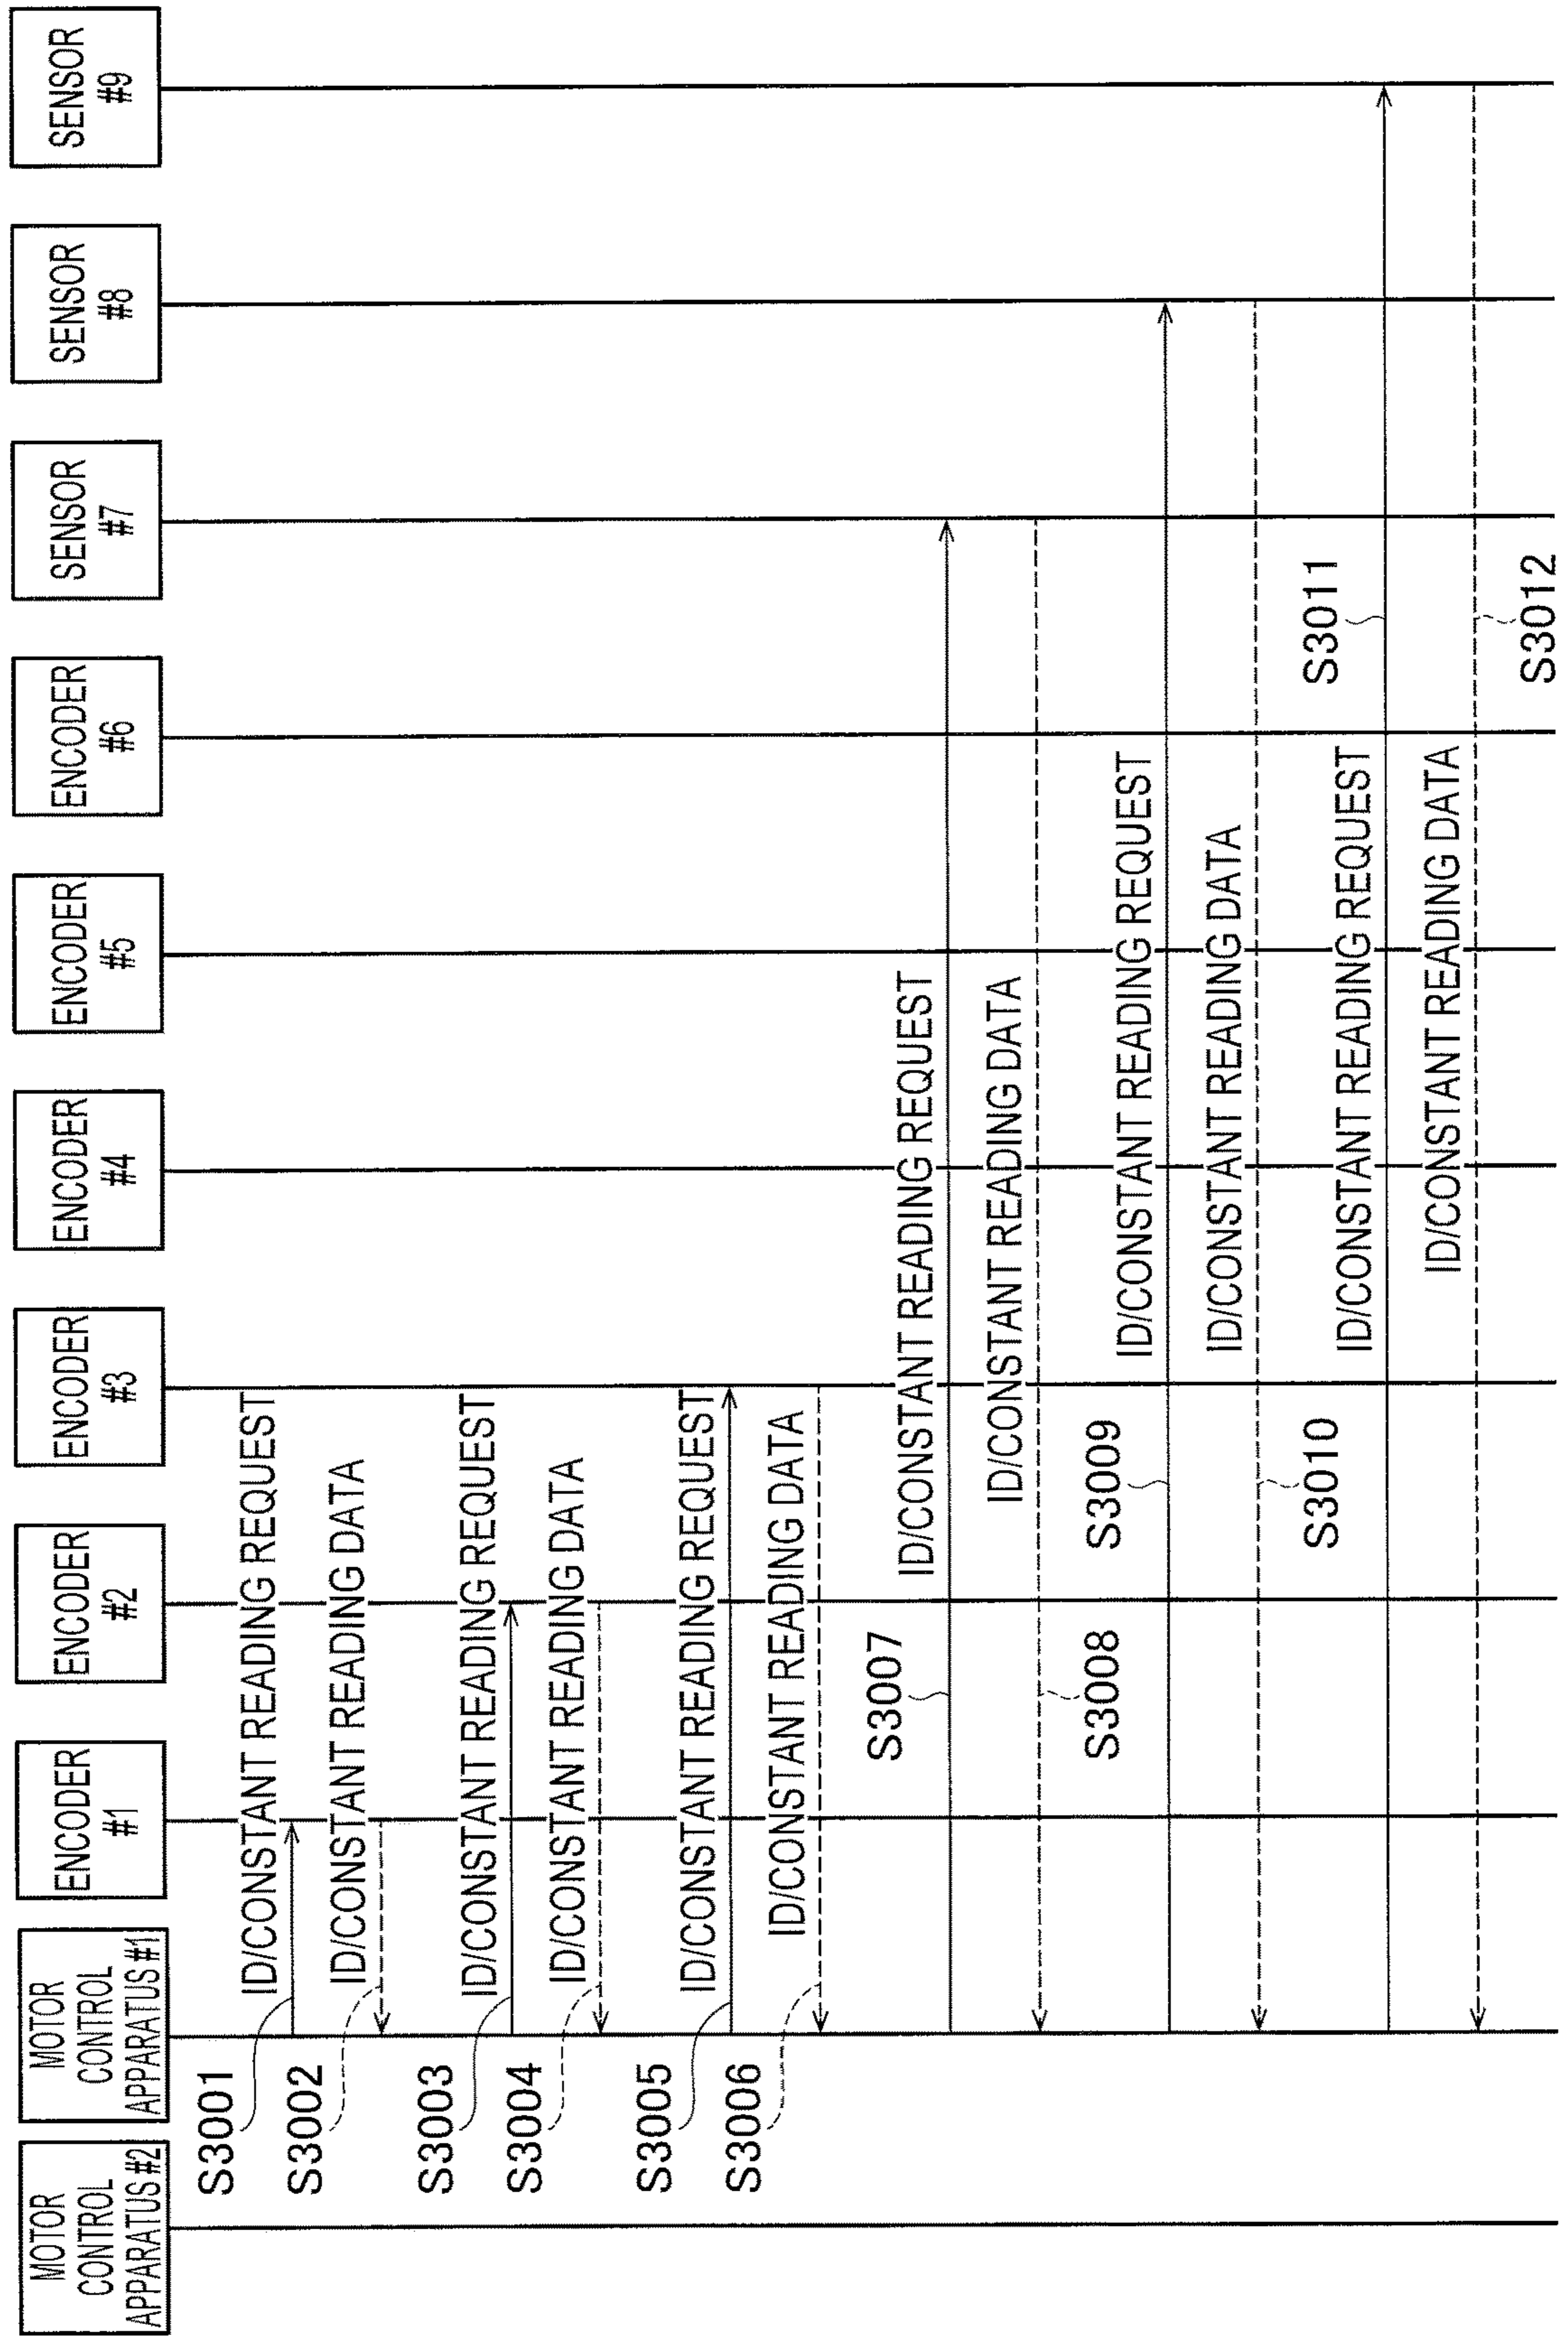 MOTOR
CONTROL
APPARATUS#2
MOTOR
CONTROL
APPARATUS#1
ENCODER
#1
ENCODER
#2
ENCODER
#3
ENCODER
#4
ENCODER
#5
ENCODER
#6
SENSOR
#7
SENSOR
#8
SENSOR
#9
S3001
ID/CONSTANT READING REQUEST
S3002
ID/CONSTANT READING DATA
S3003
ID/CONSTANT READING REQUEST
S3004
ID/CONSTANT READING DATA
S3005
ID/CONSTANT READING REQUEST
S3006
ID/CONSTANT READING DATA
S3007
ID/CONSTANT READING REQUEST
ID/CONSTANT READING DATA
S3008
S3009
ID/CONSTANT READING REQUEST
ID/CONSTANT READING DATA
S3010
S3011
ID/CONSTANT READING REQUEST
ID/CONSTANT READING DATA
S3012